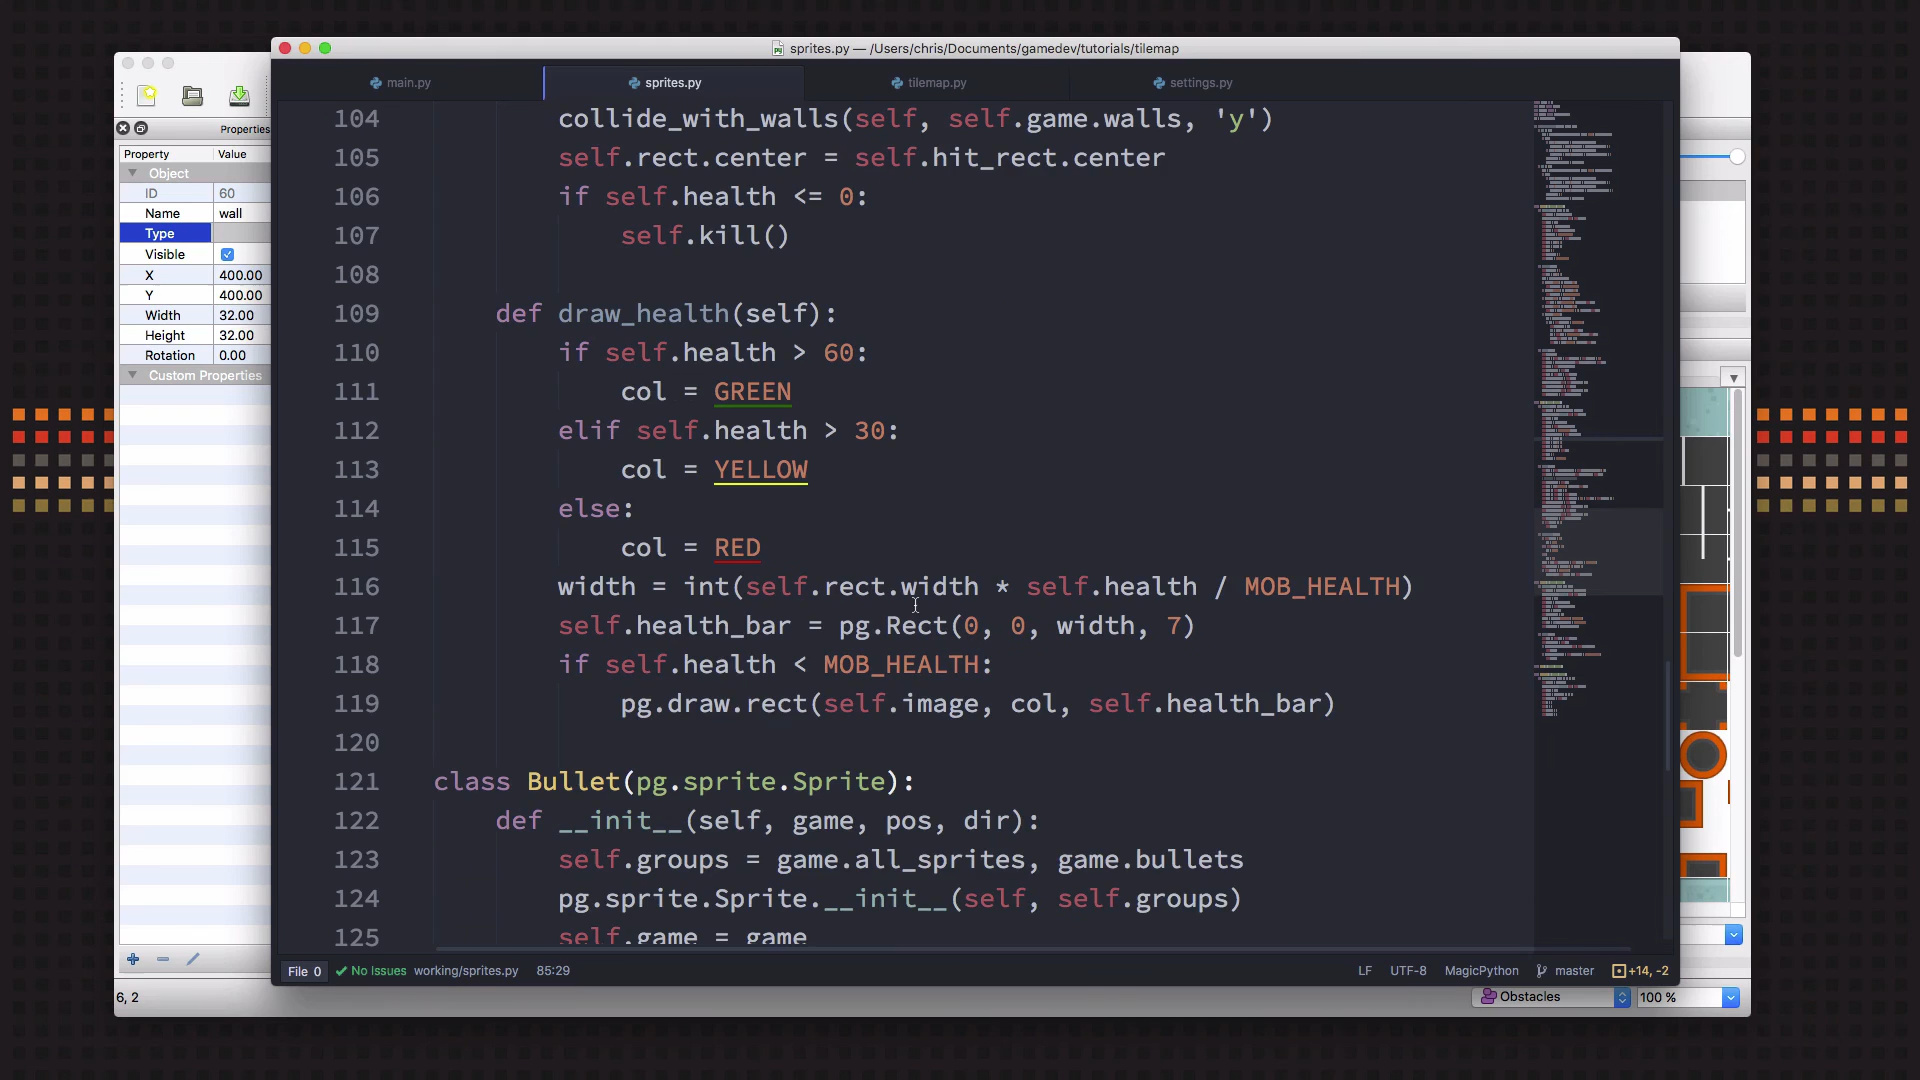 sprites.py — /Users/chris/Documents/gamedev/tutorials/tilemap
main.py
sprites.py
tilemap.py
settings.py
Properties
Property Value
Object
ID 60
Name wall
Type
Visible
X 400.00
Y 400.00
Width 32.00
Height 32.00
Rotation 0.00
Custom Properties
104 collide_with_walls(self, self.game.walls, 'y')
105 self.rect.center = self.hit_rect.center
106 if self.health <= 0:
107 self.kill()
108
109 def draw_health(self):
110 if self.health > 60:
111 col = GREEN
112 elif self.health > 30:
113 col = YELLOW
114 else:
115 col = RED
116 width = int(self.rect.width * self.health / MOB_HEALTH)
117 self.health_bar = pg.Rect(0, 0, width, 7)
118 if self.health < MOB_HEALTH:
119 pg.draw.rect(self.image, col, self.health_bar)
120
121 class Bullet(pg.sprite.Sprite):
122 def __init__(self, game, pos, dir):
123 self.groups = game.all_sprites, game.bullets
124 pg.sprite.Sprite.__init__(self, self.groups)
125 self.game = game
File 0 No Issues working/sprites.py 85:29 LF UTF-8 MagicPython master +14, -2
6, 2 Obstacles 100 %